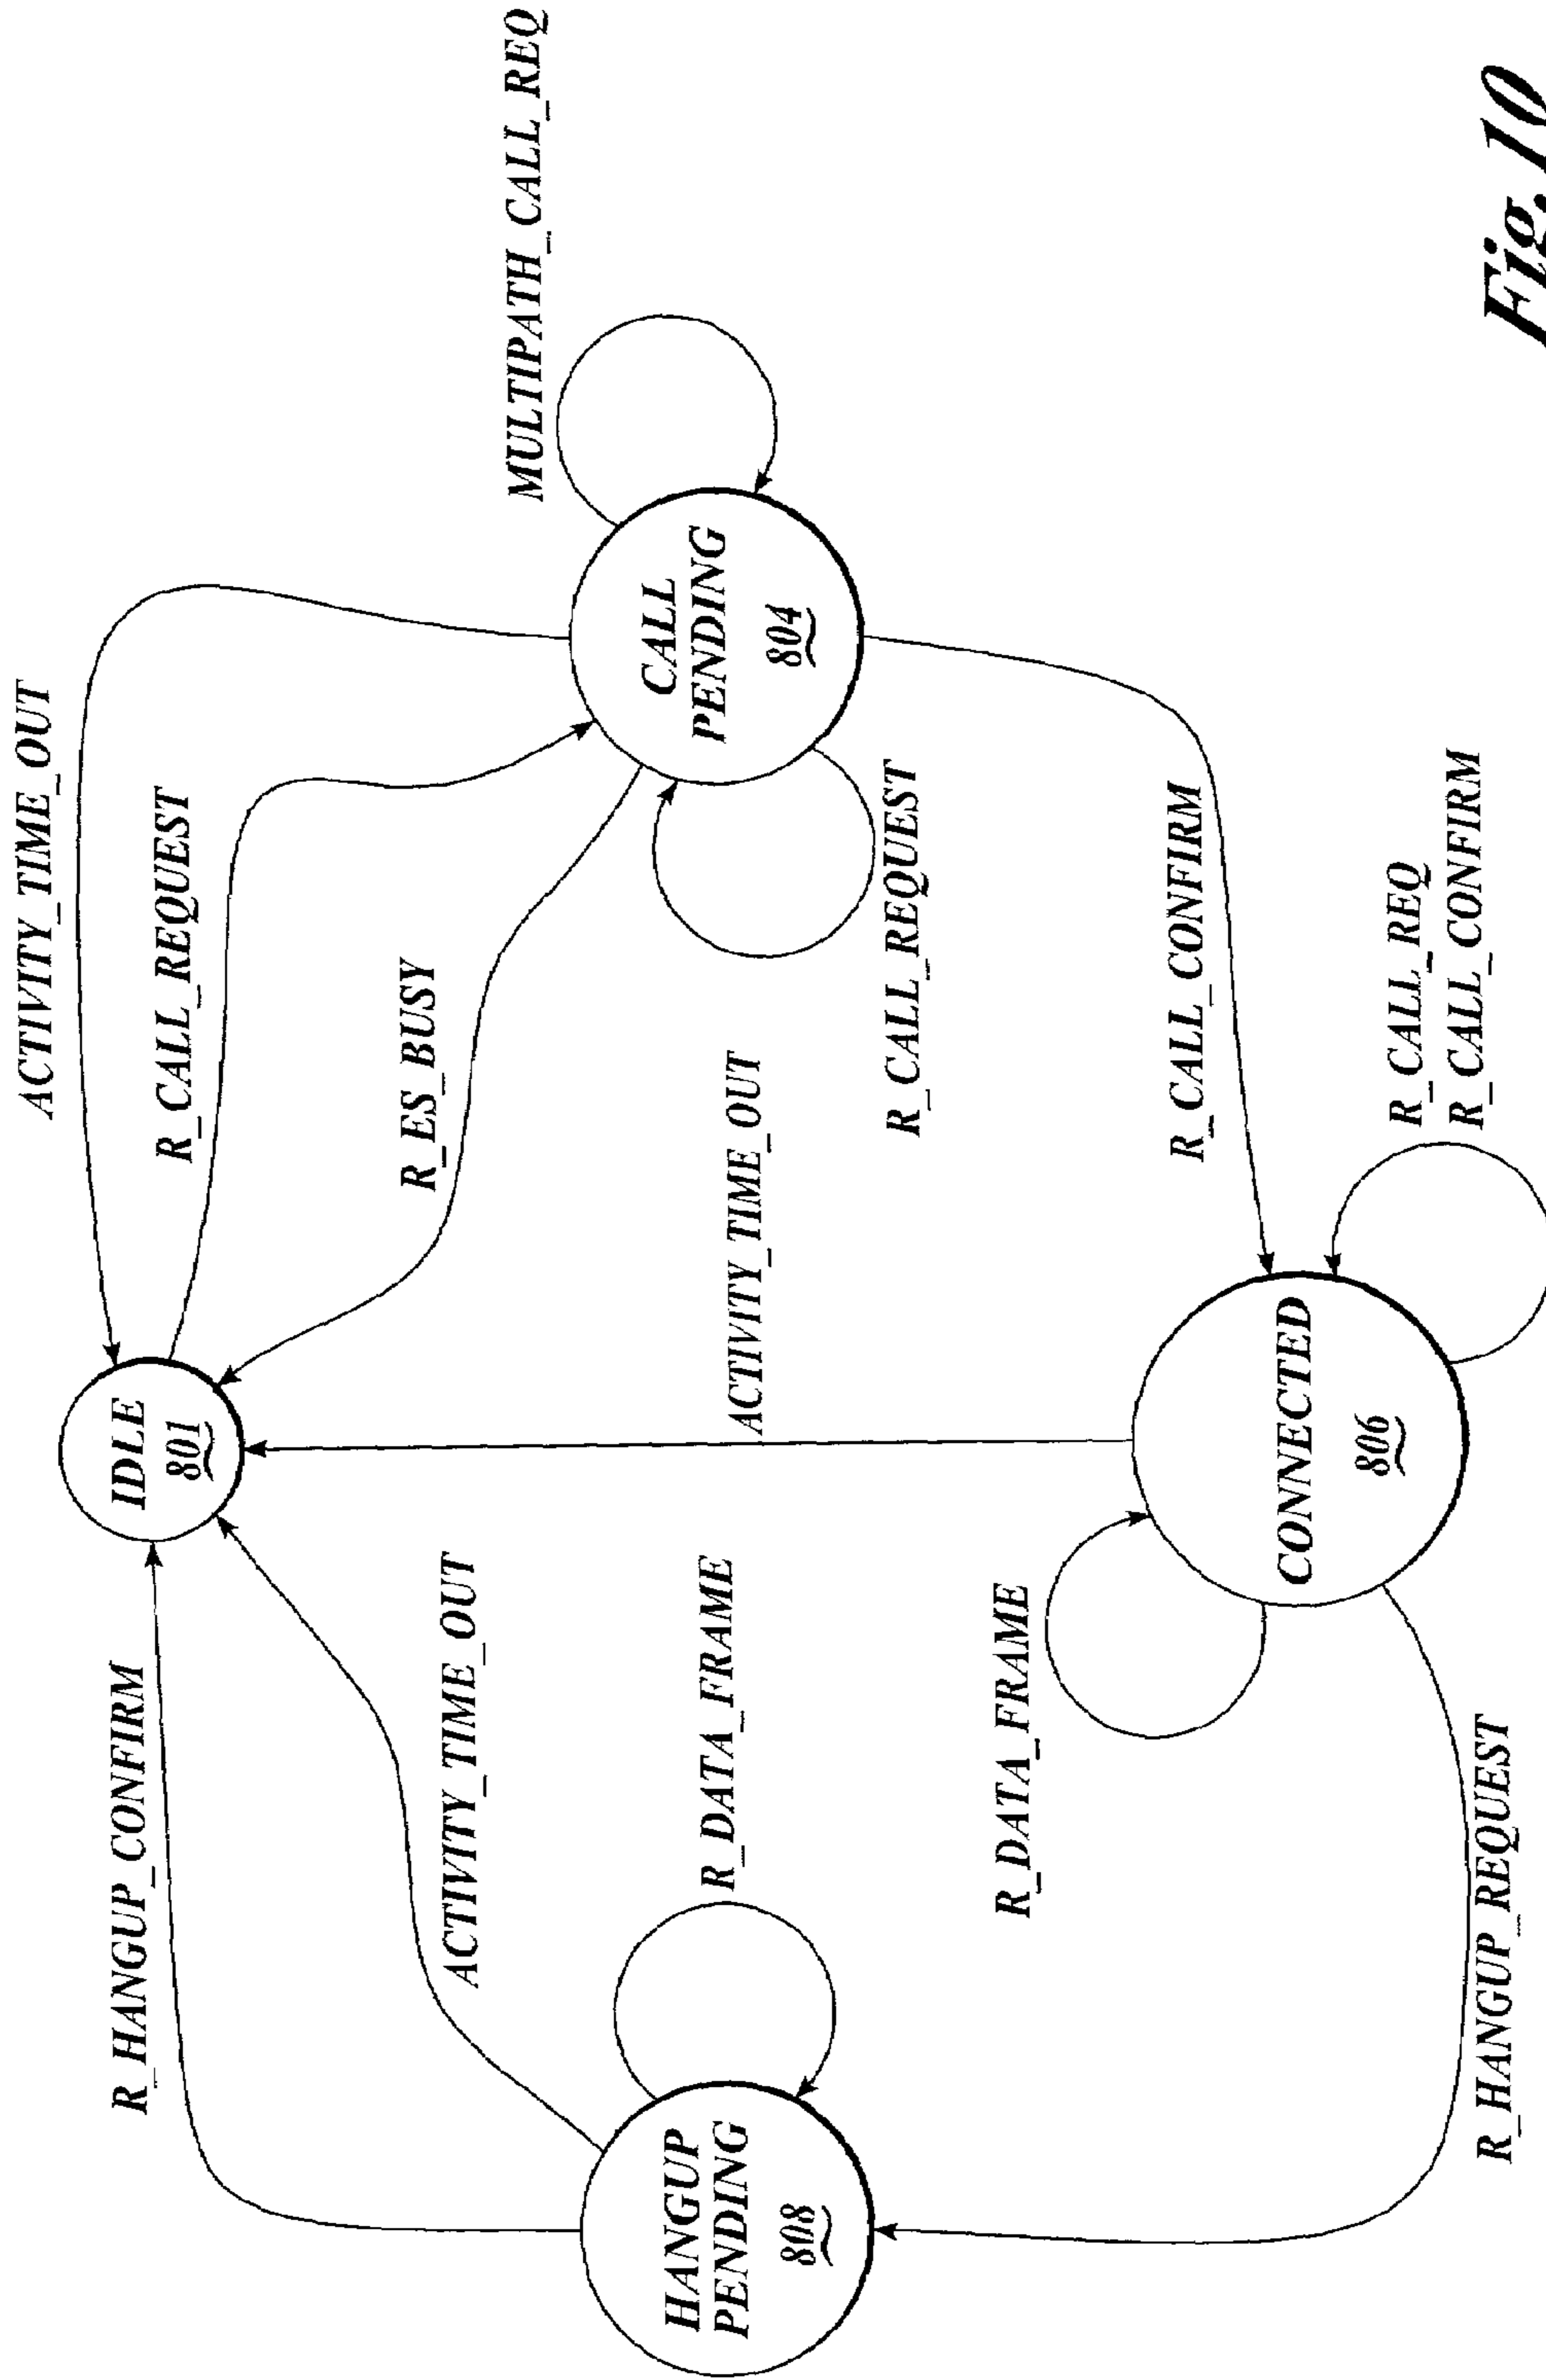 ACTIVITY_TIME_OUT
R_HANGUP_CONFIRM
IDLE
801
R_CALL_REQUEST
R_ES_BUSY
ACTIVITY_TIME_OUT
MULTIPATH_CALL_REQ
HANGUP
PENDING
808
R_DATA_FRAME
ACTIVITY_TIME_OUT
CALL
PENDING
804
R_CALL_REQUEST
R_DATA_FRAME
R_CALL_CONFIRM
CONNECTED
806
R_CALL_REQ
R_CALL_CONFIRM
R_HANGUP_REQUEST
Fig.10